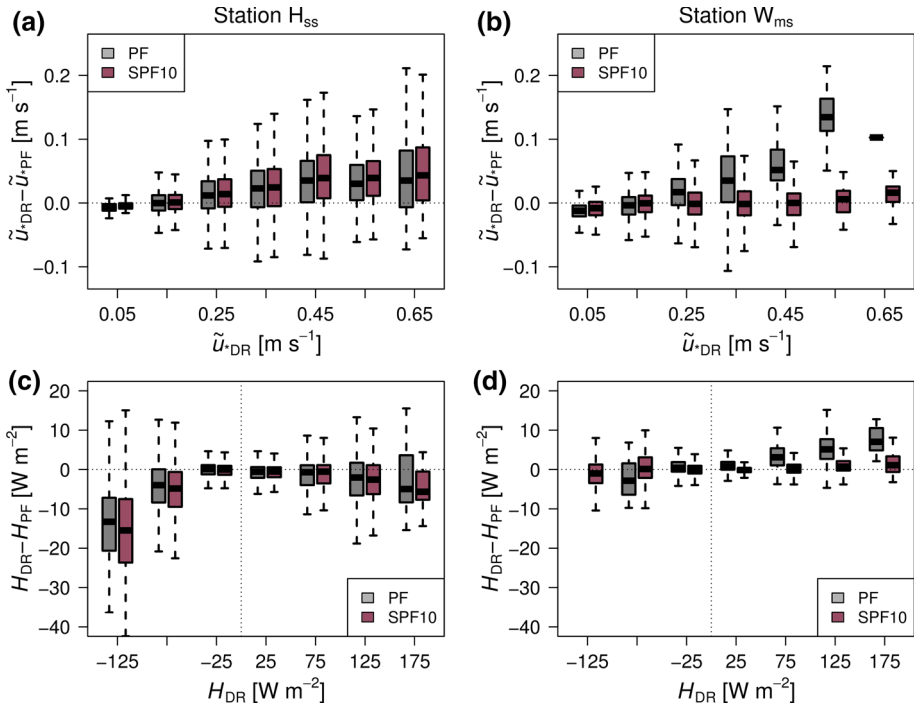 Station Hss
(a)
PF
SPF10
ũ*DR−ũ*PF [m s−1]
0.2
0.1
0.0
−0.1
0.05
0.25
0.45
0.65
ũ*DR [m s−1]
Station Wms
(b)
PF
SPF10
ũ*DR−ũ*PF [m s−1]
0.2
0.1
0.0
−0.1
0.05
0.25
0.45
0.65
ũ*DR [m s−1]
(c)
HDR−HPF [W m−2]
20
10
0
−10
−20
−30
−40
PF
SPF10
−125
−25
25
75
125
175
HDR [W m−2]
(d)
HDR−HPF [W m−2]
20
10
0
−10
−20
−30
−40
PF
SPF10
−125
−25
25
75
125
175
HDR [W m−2]